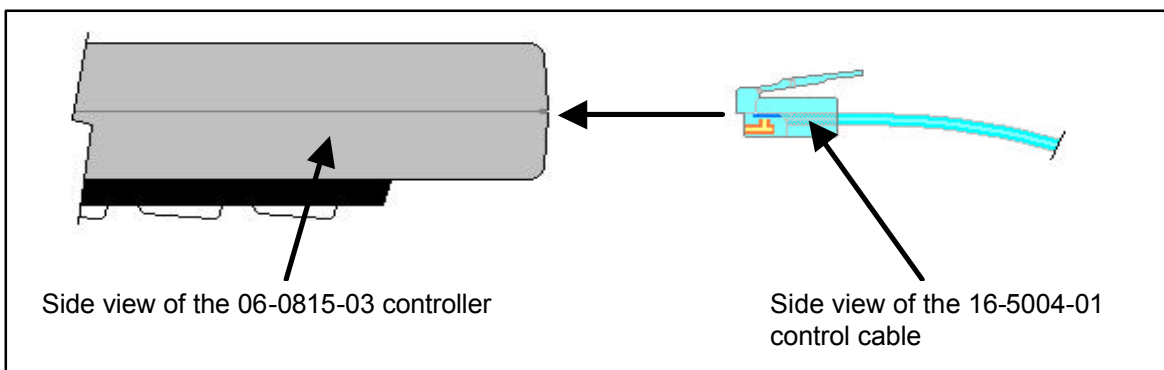 Side view of the 06-0815-03 controller
Side view of the 16-5004-01
control cable